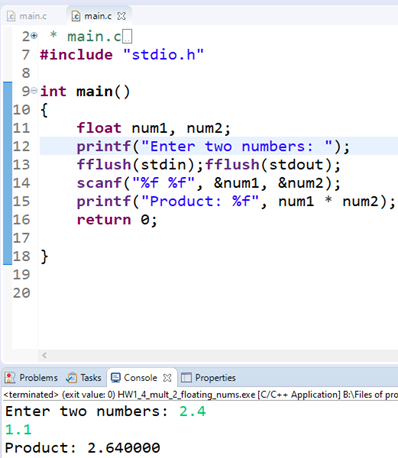 main.c main.c
2 * main.c
7 #include "stdio.h"
8
9 int main()
10 {
11 float num1, num2;
12 printf("Enter two numbers: ");
13 fflush(stdin);fflush(stdout);
14 scanf("%f %f", &num1, &num2);
15 printf("Product: %f", num1 * num2);
16 return 0;
17
18 }
19
20
Problems Tasks Console Properties
<terminated> (exit value: 0) HW1_4_mult_2_floating_nums.exe [C/C++ Application] B:\Files of pro
Enter two numbers: 2.4
1.1
Product: 2.640000